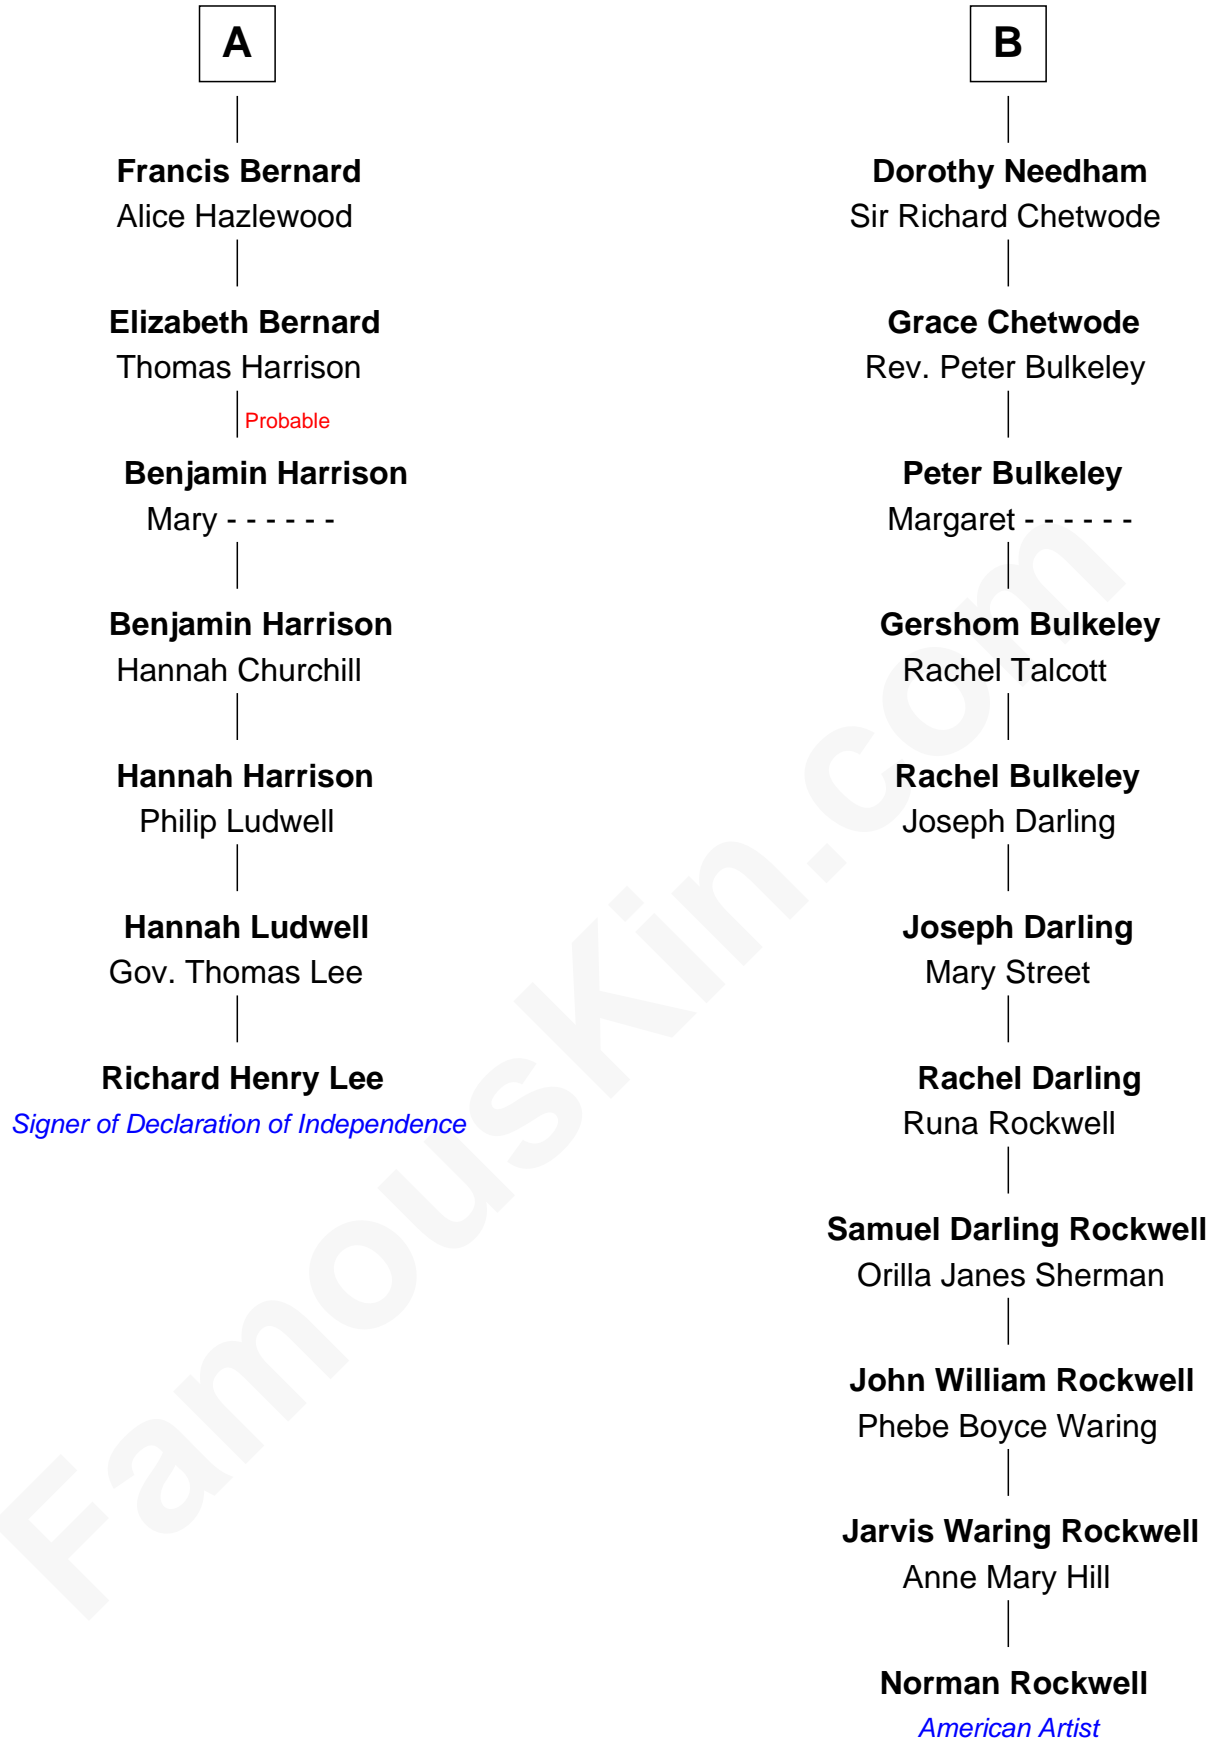 A
Francis Bernard
Alice Hazlewood
Elizabeth Bernard
Thomas Harrison
Probable
Benjamin Harrison
Mary - - - - - -
Benjamin Harrison
Hannah Churchill
Hannah Harrison
Philip Ludwell
Hannah Ludwell
Gov. Thomas Lee
Richard Henry Lee
Signer of Declaration of Independence
B
Dorothy Needham
Sir Richard Chetwode
Grace Chetwode
Rev. Peter Bulkeley
Peter Bulkeley
Margaret - - - - - -
Gershom Bulkeley
Rachel Talcott
Rachel Bulkeley
Joseph Darling
Joseph Darling
Mary Street
Rachel Darling
Runa Rockwell
Samuel Darling Rockwell
Orilla Janes Sherman
John William Rockwell
Phebe Boyce Waring
Jarvis Waring Rockwell
Anne Mary Hill
Norman Rockwell
American Artist
FamousKin.com